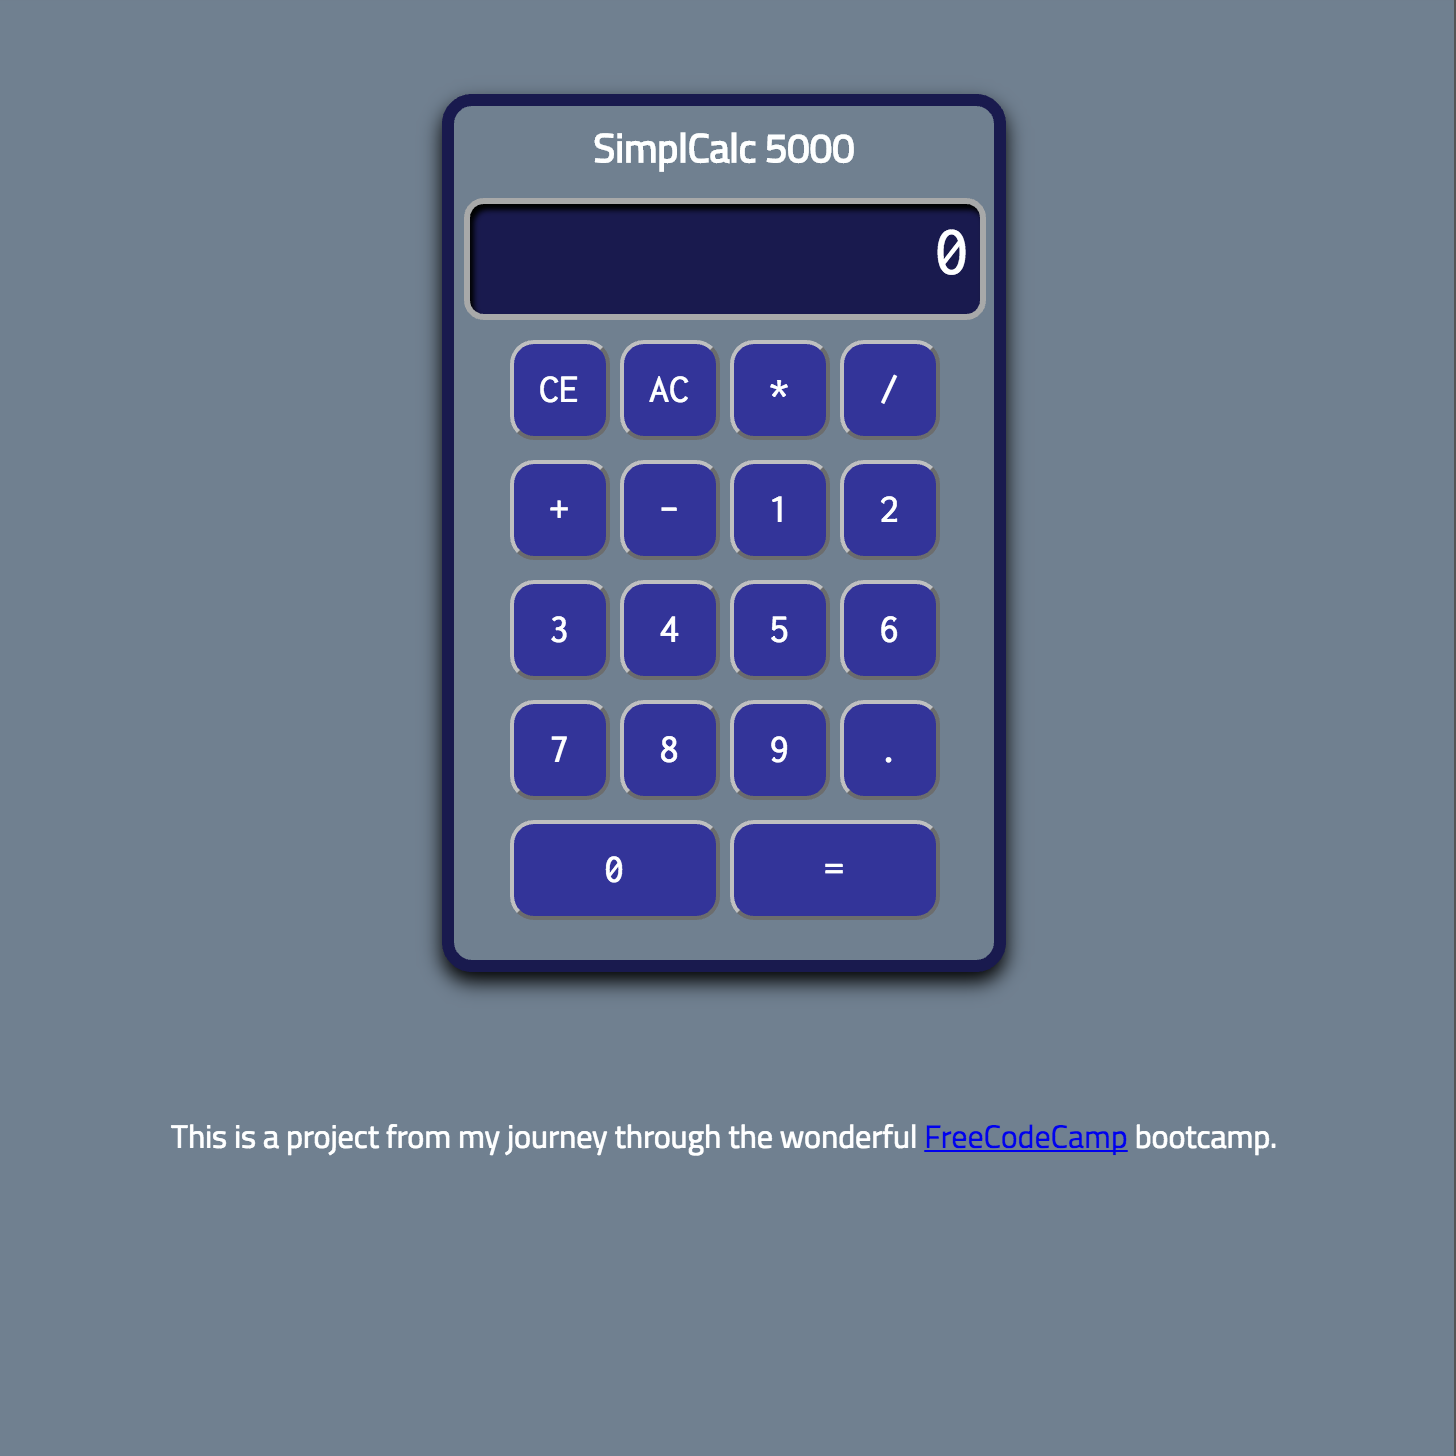 SimplCalc 5000
0
CE AC * /
+ - 1 2
3 4 5 6
7 8 9 .
0 =
This is a project from my journey through the wonderful FreeCodeCamp bootcamp.